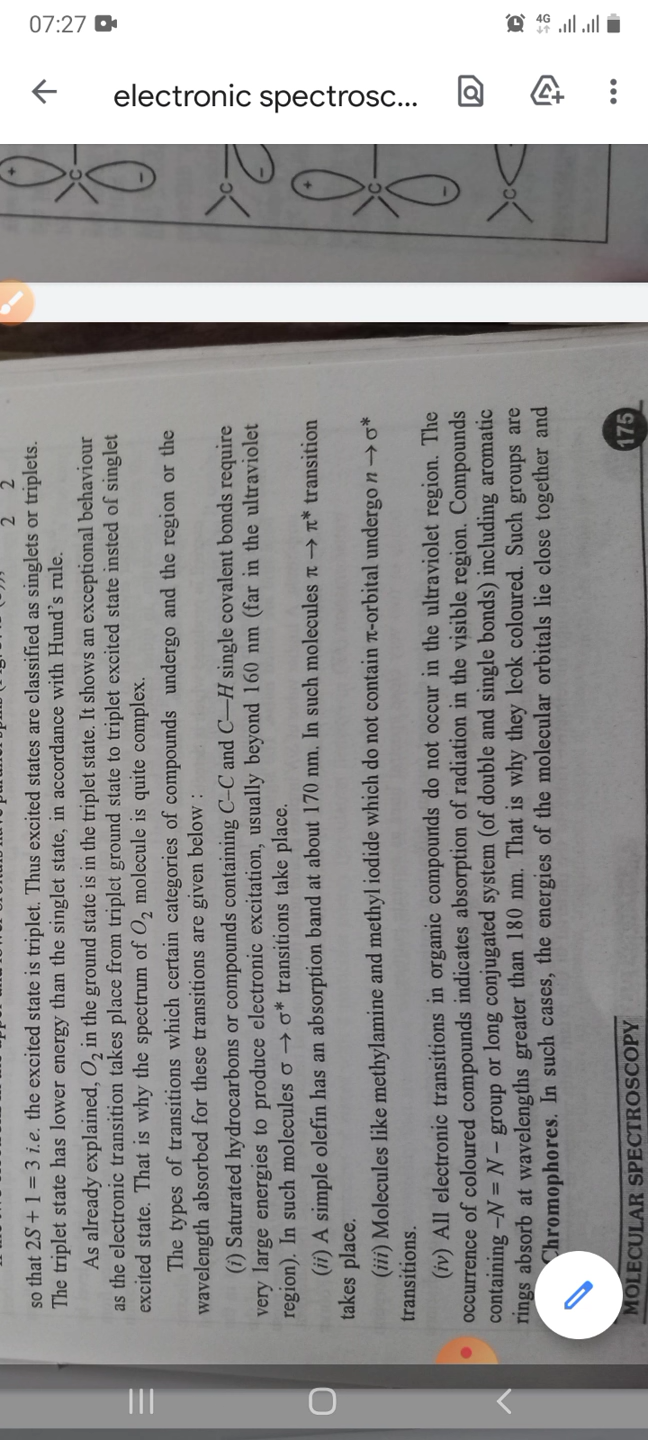 07:27
4G
electronic spectrosc...
+
C
-
C
-
+
C
-
C
2 2
so that 2S + 1 = 3 i.e. the excited state is triplet. Thus excited states are classified as singlets or triplets.
The triplet state has lower energy than the singlet state, in accordance with Hund's rule.
As already explained, O2 in the ground state is in the triplet state. It shows an exceptional behaviour
as the electronic transition takes place from triplet ground state to triplet excited state insted of singlet
excited state. That is why the spectrum of O2 molecule is quite complex.
The types of transitions which certain categories of compounds undergo and the region or the
wavelength absorbed for these transitions are given below :
(i) Saturated hydrocarbons or compounds containing C–C and C—H single covalent bonds require
very large energies to produce electronic excitation, usually beyond 160 nm (far in the ultraviolet
region). In such molecules σ → σ* transitions take place.
(ii) A simple olefin has an absorption band at about 170 nm. In such molecules π → π* transition
takes place.
(iii) Molecules like methylamine and methyl iodide which do not contain π-orbital undergo n → σ*
transitions.
(iv) All electronic transitions in organic compounds do not occur in the ultraviolet region. The
occurrence of coloured compounds indicates absorption of radiation in the visible region. Compounds
containing –N = N – group or long conjugated system (of double and single bonds) including aromatic
rings absorb at wavelengths greater than 180 nm. That is why they look coloured. Such groups are
Chromophores. In such cases, the energies of the molecular orbitals lie close together and
MOLECULAR SPECTROSCOPY
175